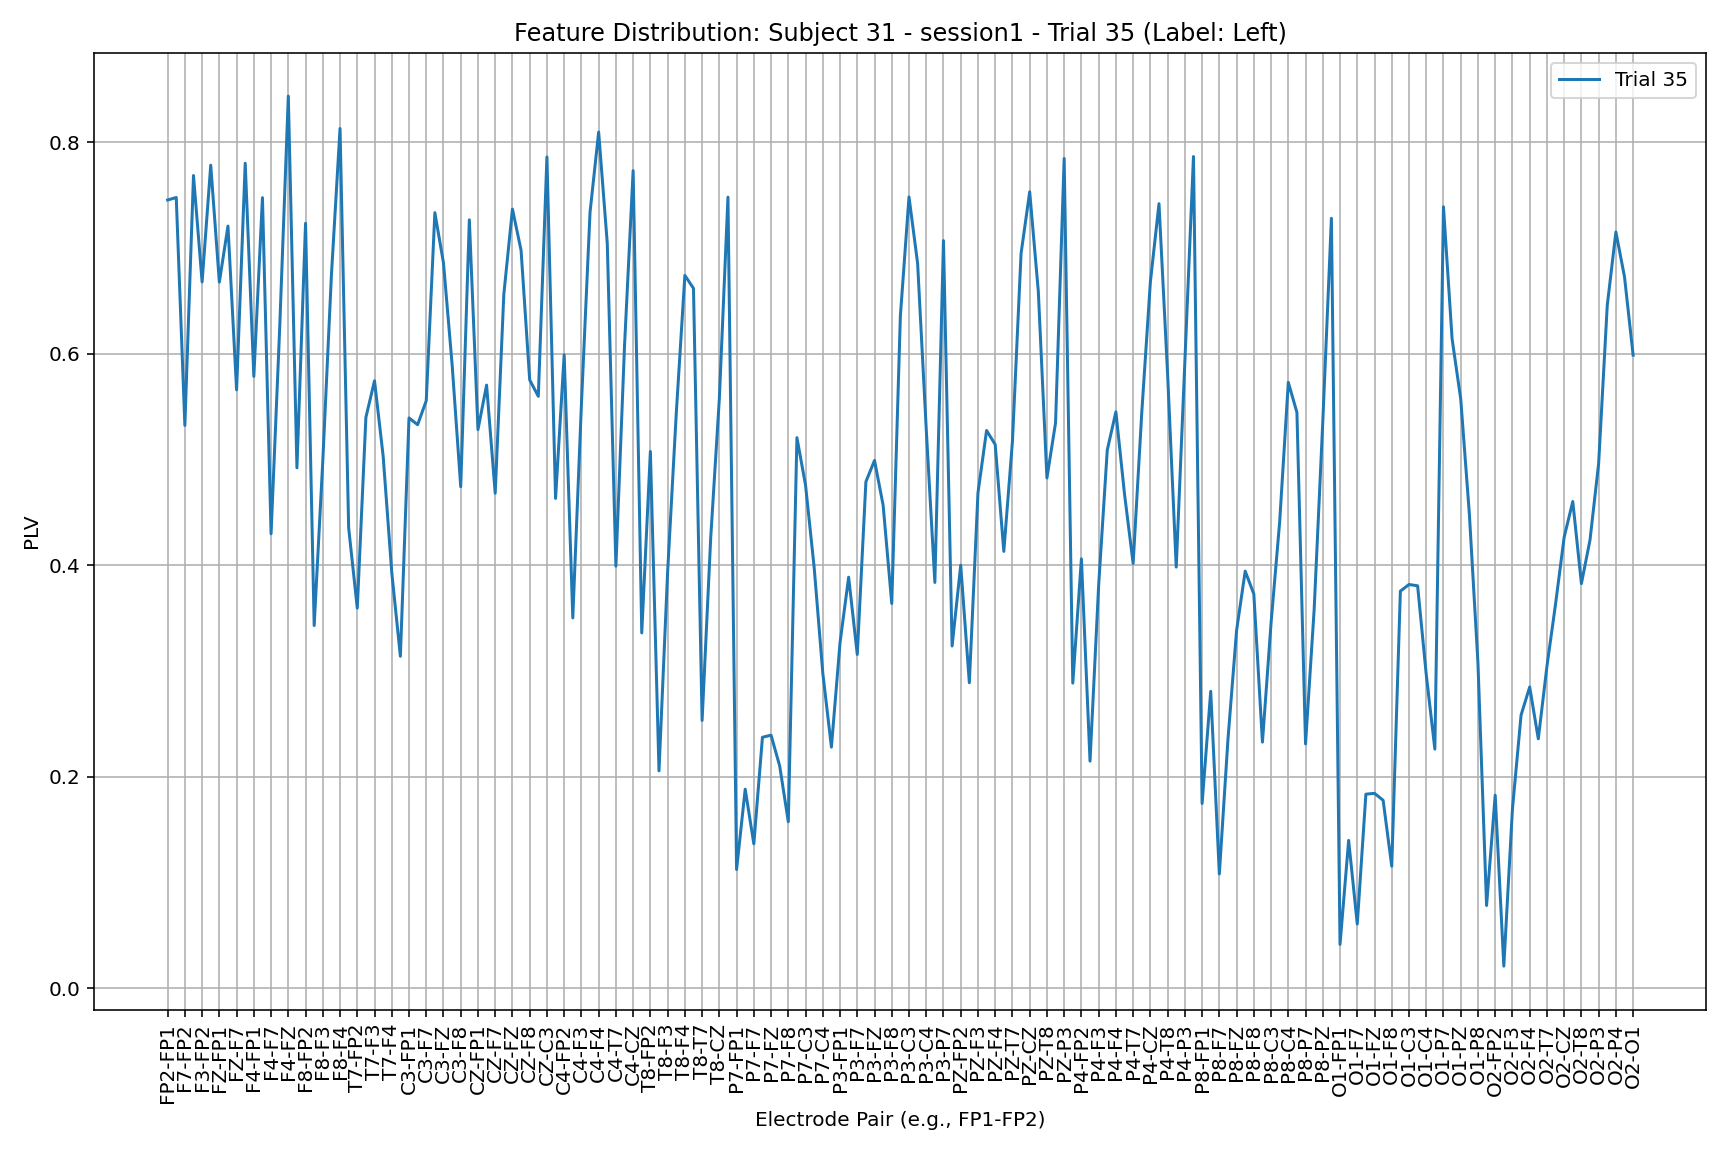 Feature Distribution: Subject 31 - session1 - Trial 35 (Label: Left)
Trial 35
PLV
0.8
0.6
0.4
0.2
0.0
FP2-FP1
F7-FP2
F3-FP2
FZ-FP1
FZ-F7
F4-FP1
F4-F7
F4-FZ
F8-FP2
F8-F3
F8-F4
T7-FP2
T7-F3
T7-F4
C3-FP1
C3-F7
C3-FZ
C3-F8
CZ-FP1
CZ-F7
CZ-FZ
CZ-F8
CZ-C3
C4-FP2
C4-F3
C4-F4
C4-T7
C4-CZ
T8-FP2
T8-F3
T8-F4
T8-T7
T8-CZ
P7-FP1
P7-F7
P7-FZ
P7-F8
P7-C3
P7-C4
P3-FP1
P3-F7
P3-FZ
P3-F8
P3-C3
P3-C4
P3-P7
PZ-FP2
PZ-F3
PZ-F4
PZ-T7
PZ-CZ
PZ-T8
PZ-P3
P4-FP2
P4-F3
P4-F4
P4-T7
P4-CZ
P4-T8
P4-P3
P8-FP1
P8-F7
P8-FZ
P8-F8
P8-C3
P8-C4
P8-P7
P8-PZ
O1-FP1
O1-F7
O1-FZ
O1-F8
O1-C3
O1-C4
O1-P7
O1-PZ
O1-P8
O2-FP2
O2-F3
O2-F4
O2-T7
O2-CZ
O2-T8
O2-P3
O2-P4
O2-O1
Electrode Pair (e.g., FP1-FP2)